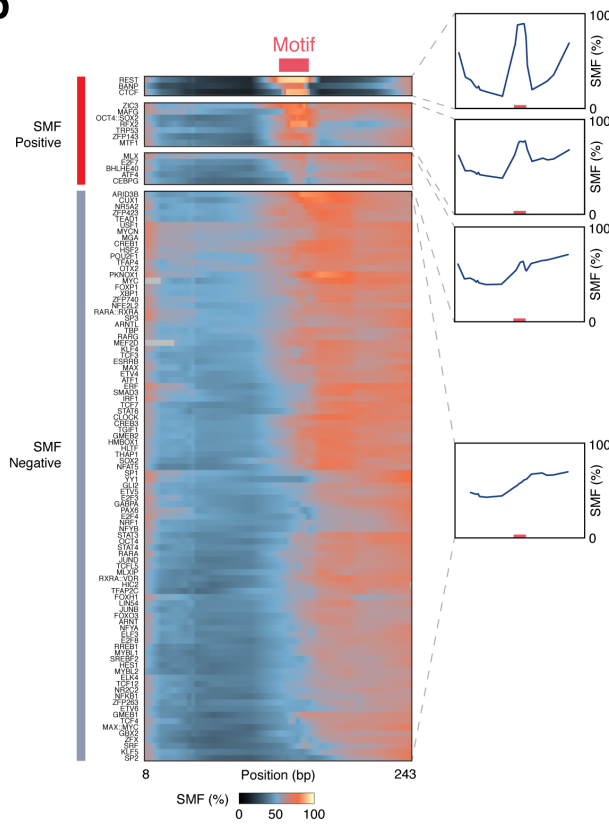 b
Motif
SMF
Positive
REST
BANP
CTCF
ZIC3
MAFG
OCT4::SOX2
RFX2
TRP53
ZFP143
MTF1
MLX
E2F7
BHLHE40
ATF4
CEBPG
SMF
Negative
ARID3B
CUX1
NR5A2
ZFP423
TEAD1
USF1
MYCN
MGA
CREB1
HSF2
POU2F1
TFAP4
OTX2
PKNOX1
MYC
FOXP1
XBP1
ZFP740
NFE2L2
RARA::RXRA
SP3
ARNTL
TBP
RARG
MEF2D
KLF4
TCF3
ESRRB
MAX
ETV4
ATF1
ERF
SMAD3
IRF1
TCF7
STAT6
CLOCK
CREB3
TGIF1
GMEB2
HMBOX1
HLTF
THAP1
SOX2
NFAT5
SP1
YY1
GLI2
ETV5
E2F3
GABPA
PAX6
E2F4
NRF1
NFYB
STAT3
OCT4
STAT4
RARA
JUND
TCFL5
MLXIP
RXRA::VDR
HIC2
TFAP2C
FOXH1
LIN54
JUNB
FOXO3
ARNT
NFYA
ELF3
E2F8
RREB1
MYBL1
SREBF2
HES1
MYBL2
ELK4
TCF12
NR2C2
NFKB1
ZFP263
ETV6
GMEB1
TCF4
MAX::MYC
GBX2
ZFX
SRF
KLF5
SP2
8
Position (bp)
243
SMF (%)
0
50
100
100
SMF (%)
0
100
SMF (%)
0
100
SMF (%)
0
100
SMF (%)
0